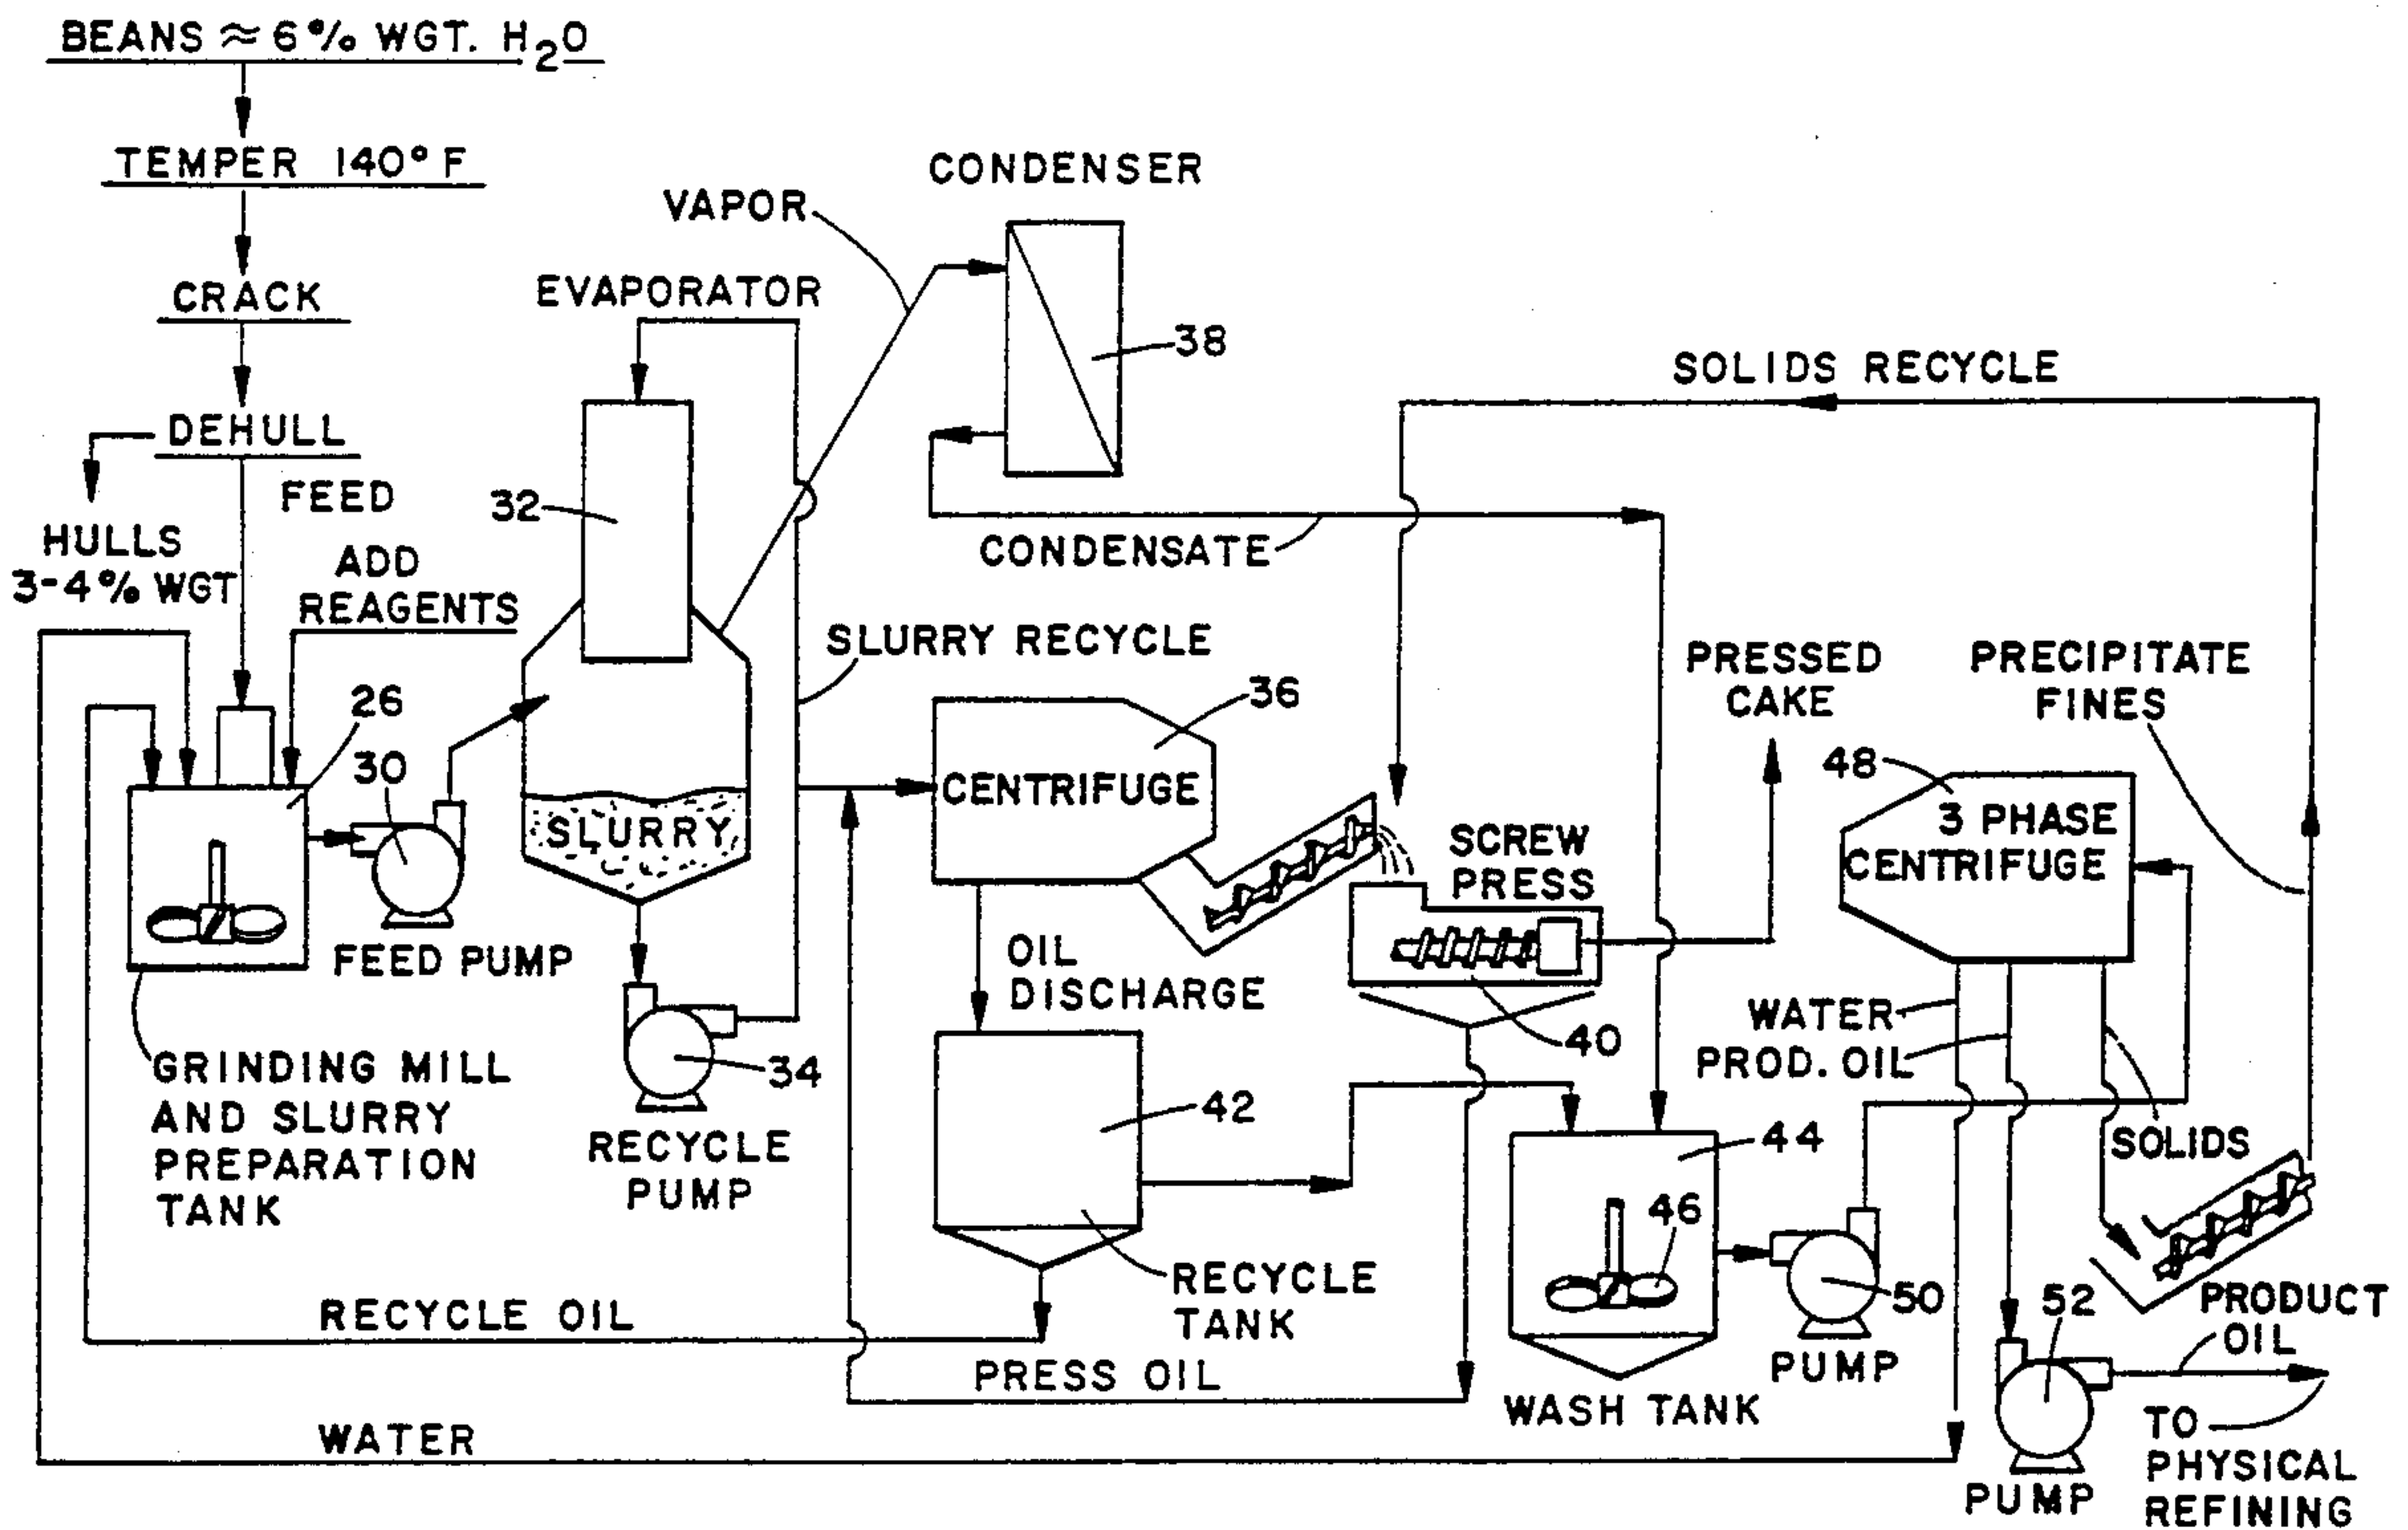 BEANS ≈ 6% WGT. H2O
TEMPER 140° F
CRACK
DEHULL
FEED
HULLS
3-4% WGT
ADD
REAGENTS
26
30
FEED PUMP
GRINDING MILL
AND SLURRY
PREPARATION
TANK
VAPOR
EVAPORATOR
32
SLURRY
34
RECYCLE
PUMP
CONDENSER
38
CONDENSATE
SLURRY RECYCLE
36
CENTRIFUGE
OIL
DISCHARGE
42
RECYCLE
TANK
RECYCLE OIL
PRESS OIL
WATER
SOLIDS RECYCLE
SCREW
PRESS
40
PRESSED
CAKE
PRECIPITATE
FINES
48
3 PHASE
CENTRIFUGE
WATER
PROD. OIL
SOLIDS
44
46
WASH TANK
50
PUMP
52
PUMP
PRODUCT
OIL
TO
PHYSICAL
REFINING